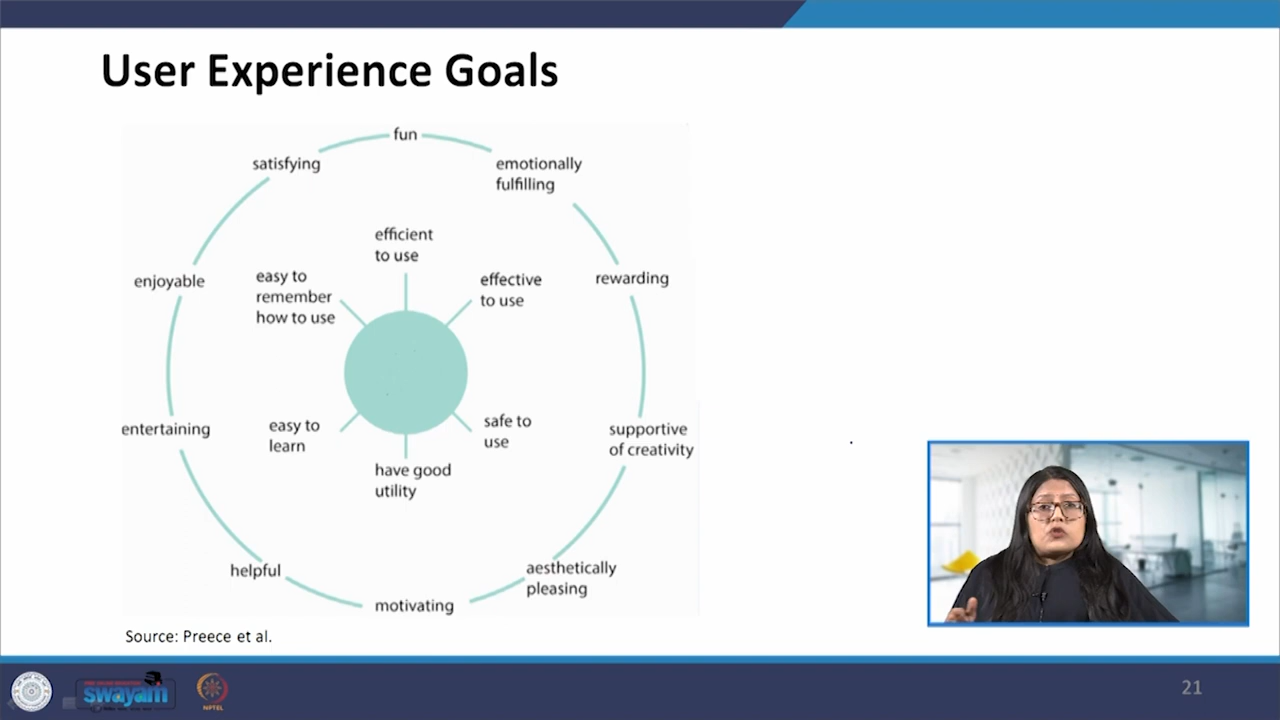 User Experience Goals
fun
satisfying
emotionally
fulfilling
efficient
to use
easy to
remember
how to use
effective
to use
enjoyable
rewarding
entertaining
easy to
learn
safe to
use
supportive
of creativity
have good
utility
helpful
aesthetically
pleasing
motivating
Source: Preece et al.
swayam
NPTEL
21